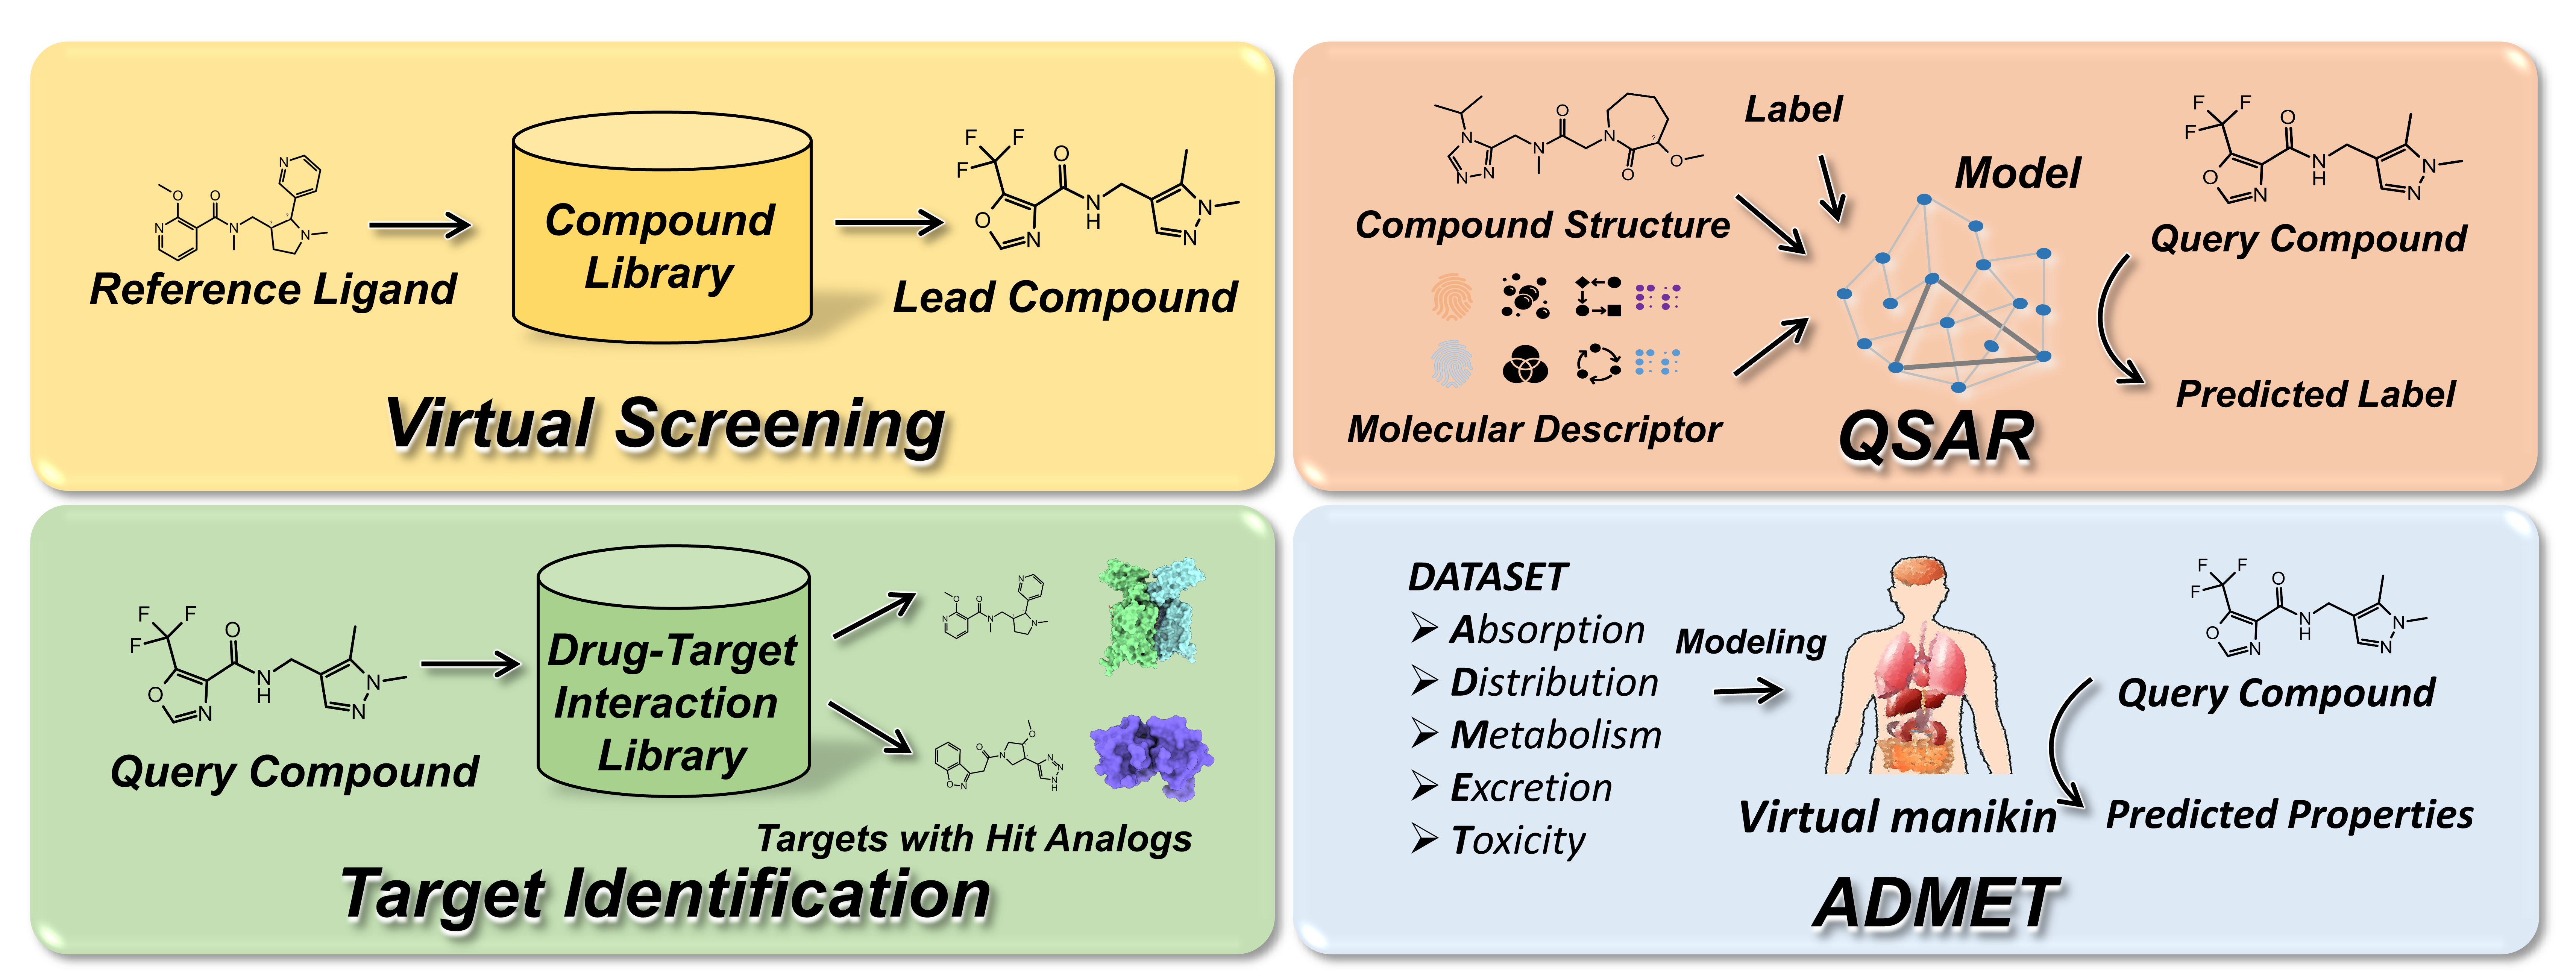 Reference Ligand
Compound
Library
Lead Compound
Virtual Screening
Label
Model
Compound Structure
Molecular Descriptor
Query Compound
Predicted Label
QSAR
Query Compound
Drug-Target
Interaction
Library
Targets with Hit Analogs
Target Identification
DATASET
Absorption
Distribution
Metabolism
Excretion
Toxicity
Modeling
Virtual manikin
Query Compound
Predicted Properties
ADMET